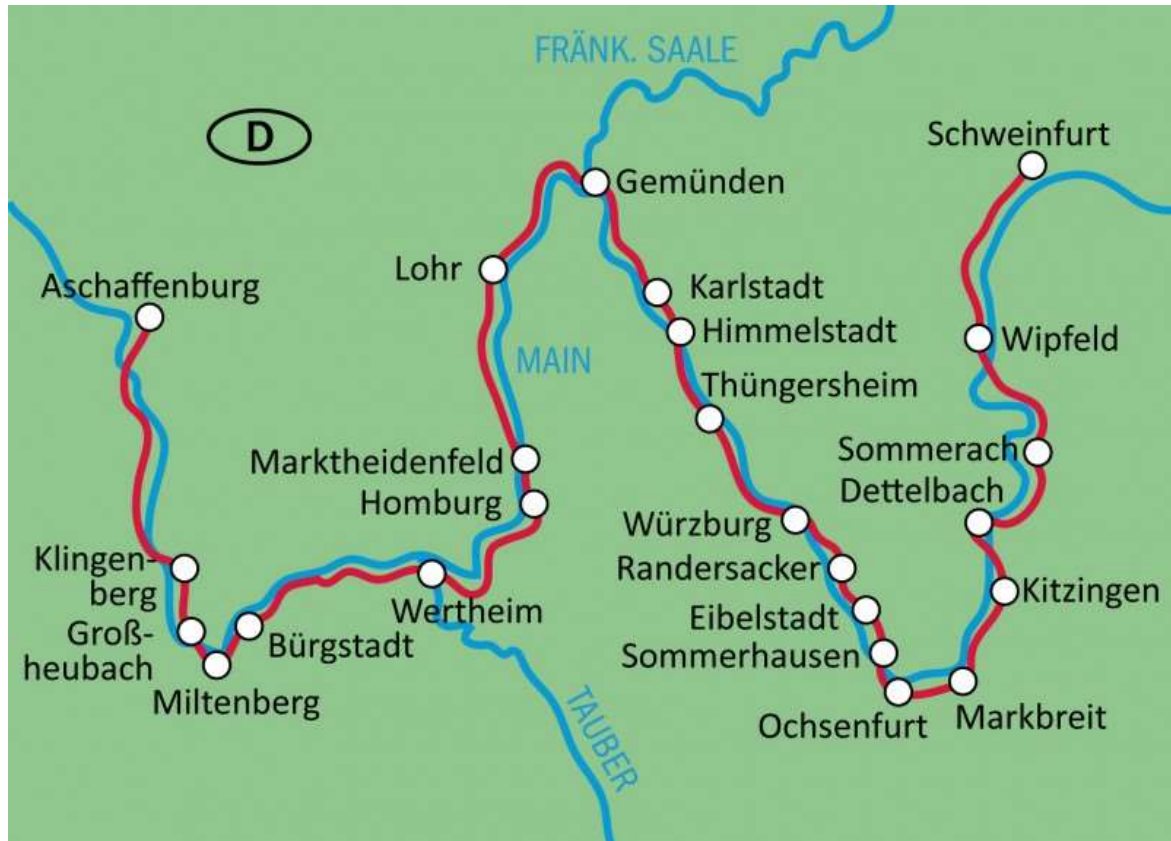 FRÄNK. SAALE
D
Schweinfurt
Gemünden
Lohr
Aschaffenburg
Karlstadt
Himmelstadt
Wipfeld
MAIN
Thüngersheim
Marktheidenfeld
Sommerach
Homburg
Dettelbach
Würzburg
Klingen-
berg
Randersacker
Kitzingen
Wertheim
Eibelstadt
Groß-
heubach
Bürgstadt
Sommerhausen
Miltenberg
TAUBER
Ochsenfurt
Markbreit